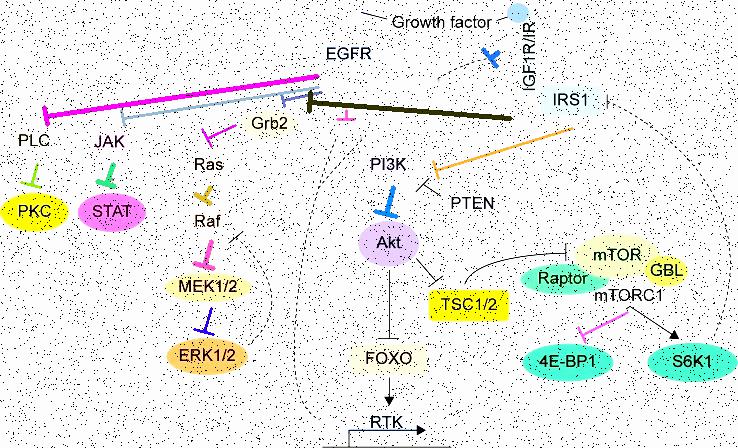 Growth factor
IGF1R/IR
EGFR
IRS1
Grb2
PLC
JAK
Ras
PI3K
PTEN
PKC
STAT
Raf
Akt
mTOR
GBL
Raptor
mTORC1
MEK1/2
TSC1/2
ERK1/2
FOXO
4E-BP1
S6K1
RTK